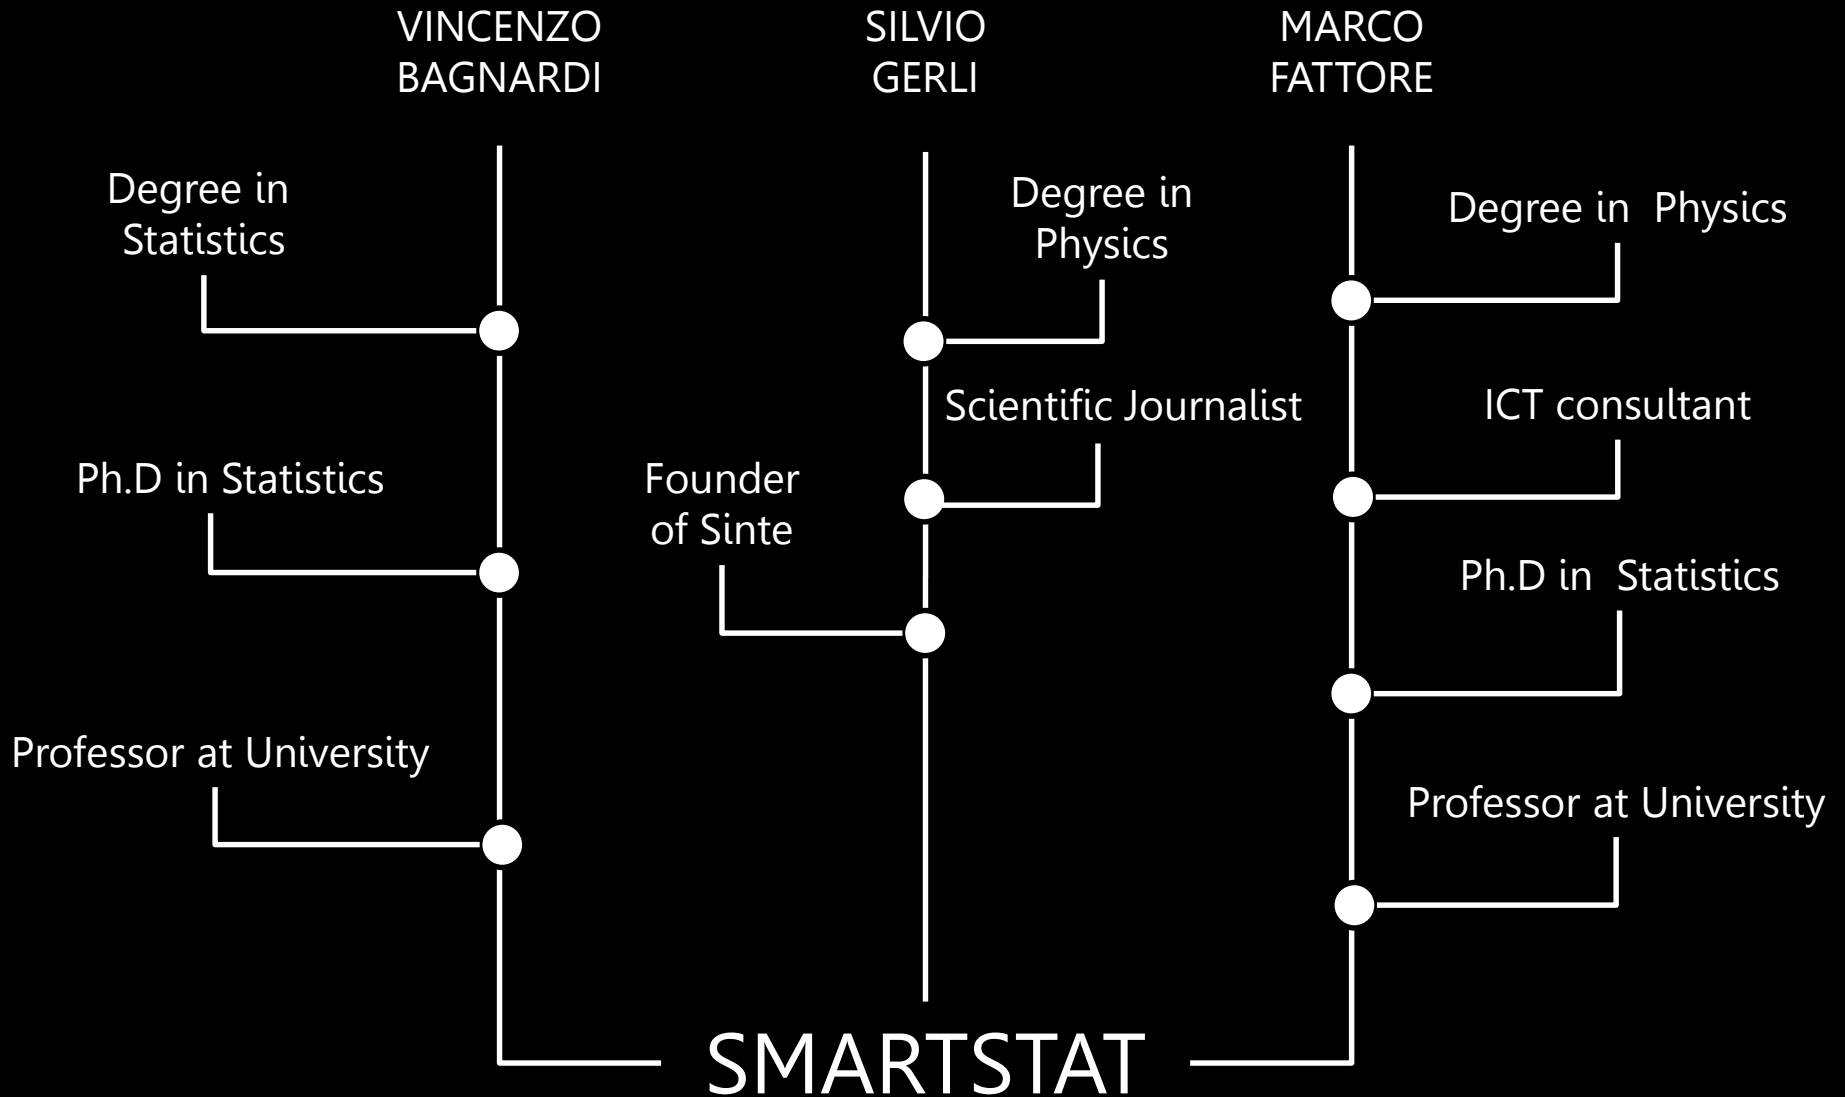 VINCENZO
BAGNARDI
Degree in
Statistics
Ph.D in Statistics
Professor at University
SILVIO
GERLI
Degree in
Physics
Scientific Journalist
Founder
of Sinte
MARCO
FATTORE
Degree in  Physics
ICT consultant
Ph.D in  Statistics
Professor at University
SMARTSTAT